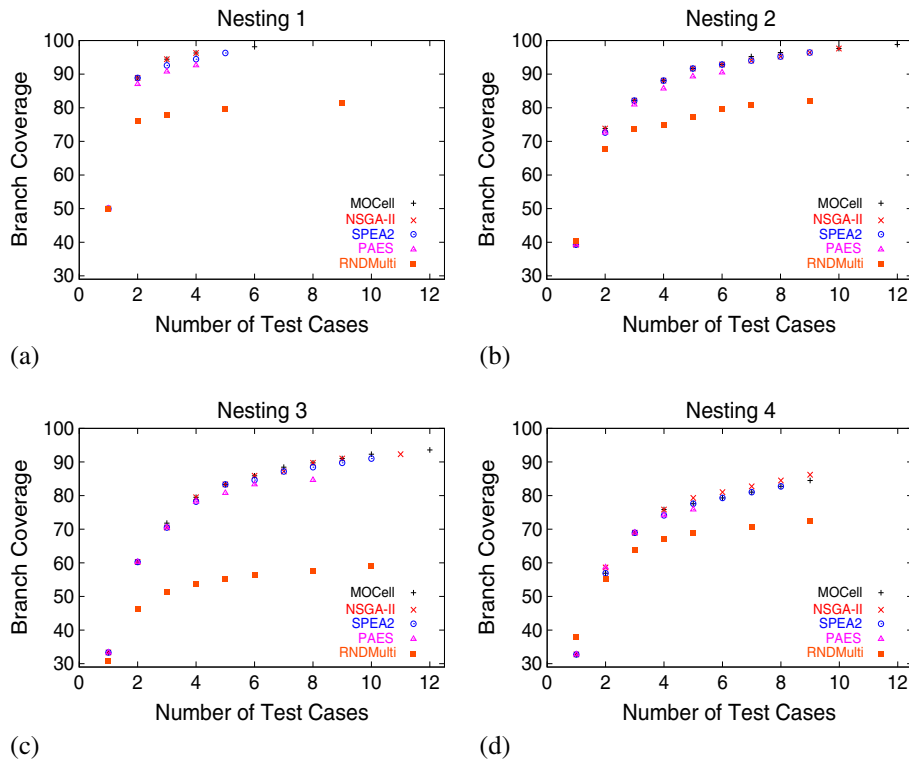 Nesting 1
100
90
80
70
60
50
40
30
Branch Coverage
MOCell
NSGA-II
SPEA2
PAES
RNDMulti
0 2 4 6 8 10 12
Number of Test Cases
(a)
Nesting 2
100
90
80
70
60
50
40
30
Branch Coverage
MOCell
NSGA-II
SPEA2
PAES
RNDMulti
0 2 4 6 8 10 12
Number of Test Cases
(b)
Nesting 3
100
90
80
70
60
50
40
30
Branch Coverage
MOCell
NSGA-II
SPEA2
PAES
RNDMulti
0 2 4 6 8 10 12
Number of Test Cases
(c)
Nesting 4
100
90
80
70
60
50
40
30
Branch Coverage
MOCell
NSGA-II
SPEA2
PAES
RNDMulti
0 2 4 6 8 10 12
Number of Test Cases
(d)